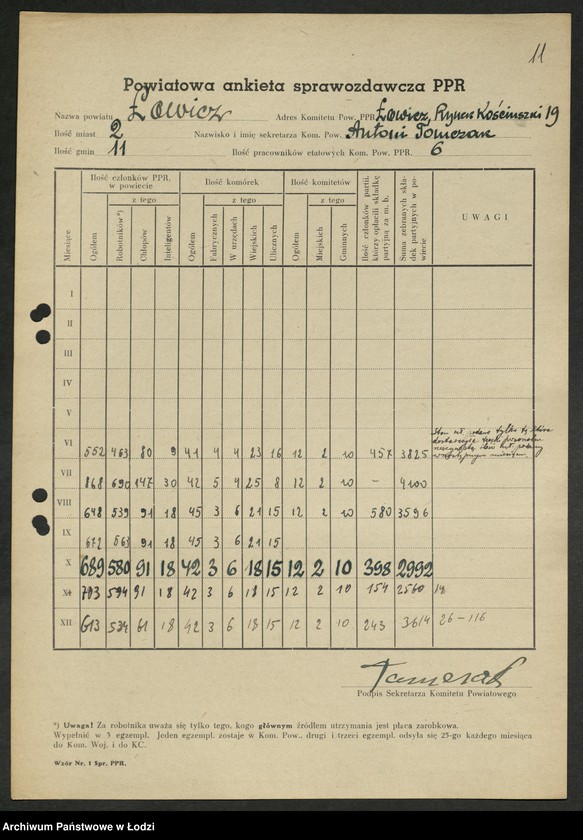 11
Powiatowa ankieta sprawozdawcza PPR
Nazwa powiatu Łowicz Adres Komitetu Pow. PPR Łowicz, Rynek Kościuszki 19
Ilość miast 2 Nazwisko i imię sekretarza Kom. Pow. Antoni Tomczak
Ilość gmin 11 Ilość pracowników etatowych Kom. Pow. PPR. 6
Miesiące
Ilość członków PPR. w powiecie
z tego
Ogółem
Robotników*)
Chłopów
Inteligentów
Ilość komórek
z tego
Ogółem
Fabrycznych
W urzędach
Wiejskich
Ulicznych
Ilość komitetów
z tego
Ogółem
Miejskich
Gminnych
Ilość członków partii, którzy opłacili składkę partyjną za m. b.
Suma zebranych składek partyjnych w powiecie
UWAGI
I
II
III
IV
V
VI 552 463 80 9 41 4 4 23 16 12 2 10 457 3825
VII 868 690 147 30 42 5 4 25 8 12 2 10 - 4100
VIII 648 539 91 18 45 3 6 21 15 12 2 10 580 3596
IX 672 563 91 18 45 3 6 21 15
X 689 580 91 18 42 3 6 18 15 12 2 10 398 2992
XI 703 594 91 18 42 3 6 18 15 12 2 10 154 2560
XII 613 534 61 18 42 3 6 18 15 12 2 10 243 3614 26-116
Podpis Sekretarza Komitetu Powiatowego
*) Uwaga! Za robotnika uważa się tylko tego, kogo głównym źródłem utrzymania jest płaca zarobkowa.
Wypełnić w 3 egzempl. Jeden egzempl. zostaje w Kom. Pow., drugi i trzeci egzempl. odsyła się 25-go każdego miesiąca
do Kom. Woj. i do KC.
Wzór Nr. 1 Spr. PPR.
Archiwum Państwowe w Łodzi